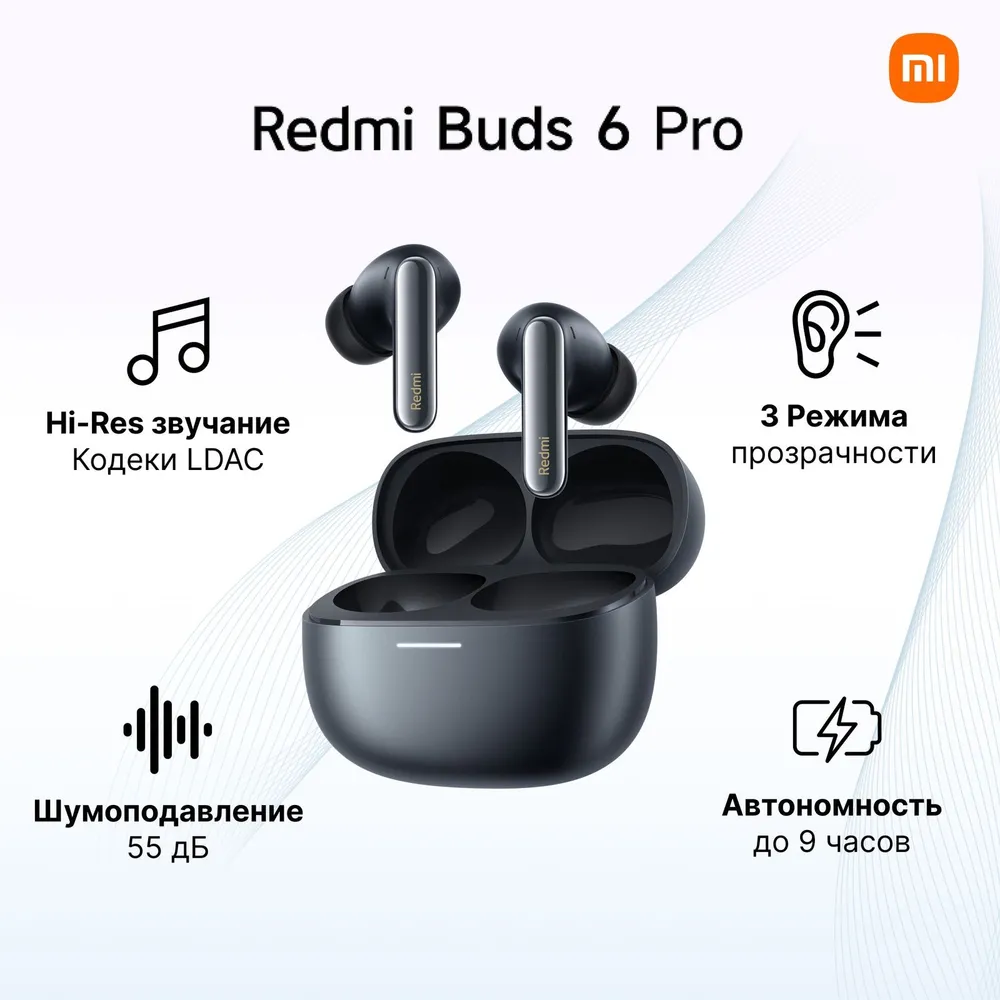 mi
Redmi Buds 6 Pro
Redmi
Redmi
Hi-Res звучание
Кодеки LDAC
3 Режима
прозрачности
Шумоподавление
55 дБ
Автономность
до 9 часов